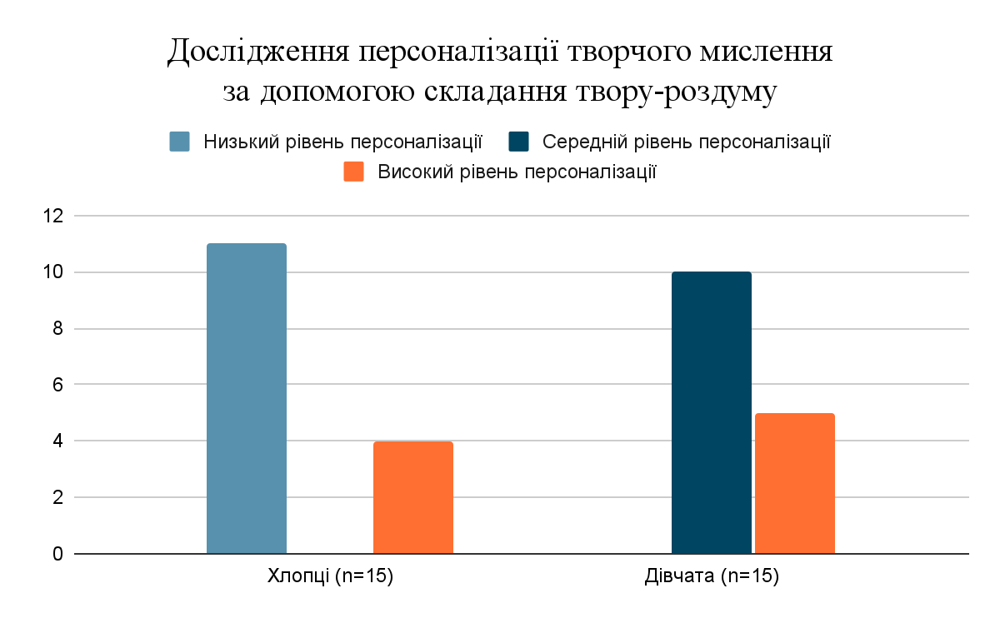 Дослідження персоналізації творчого мислення
за допомогою складання твору-роздуму
Низький рівень персоналізації
Середній рівень персоналізації
Високий рівень персоналізації
12
10
8
6
4
2
0
Хлопці (n=15)
Дівчата (n=15)